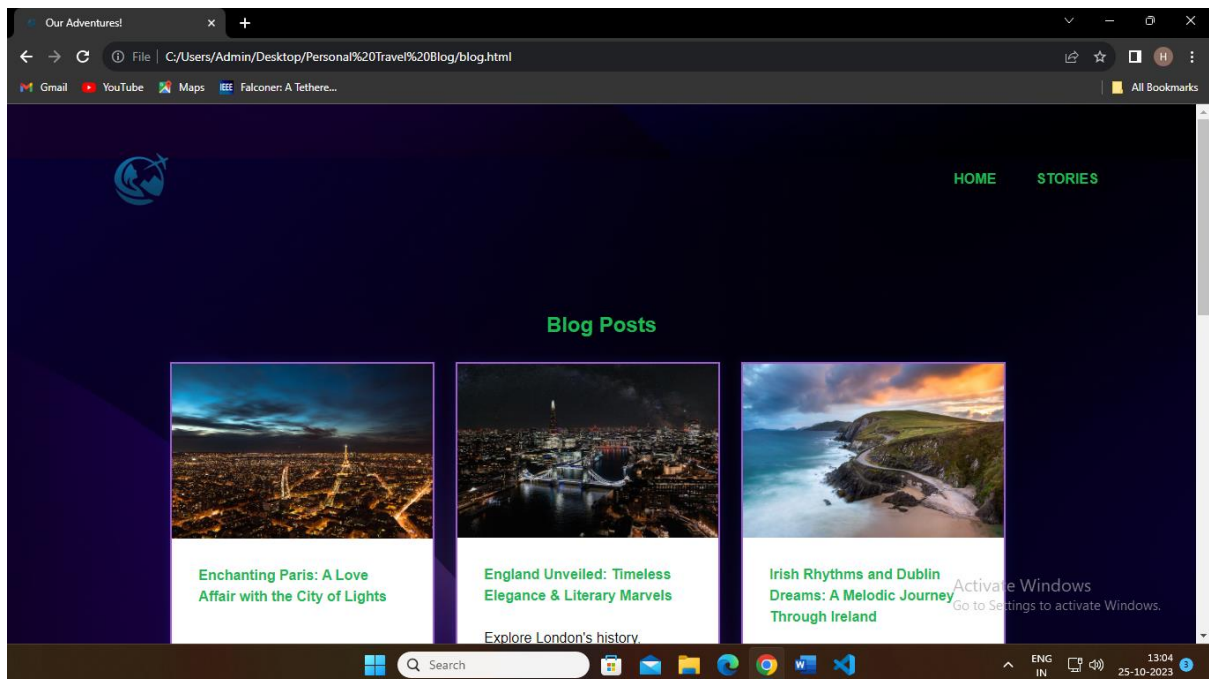 Our Adventures!
File C:/Users/Admin/Desktop/Personal%20Travel%20Blog/blog.html
H
Gmail YouTube Maps IEEE Falconer: A Tethere... All Bookmarks
HOME STORIES
Blog Posts
Enchanting Paris: A Love
Affair with the City of Lights
England Unveiled: Timeless
Elegance & Literary Marvels
Explore London's history,
Irish Rhythms and Dublin
Dreams: A Melodic Journey
Through Ireland
Activate Windows
Go to Settings to activate Windows.
Search
ENG
IN
13:04
25-10-2023
3